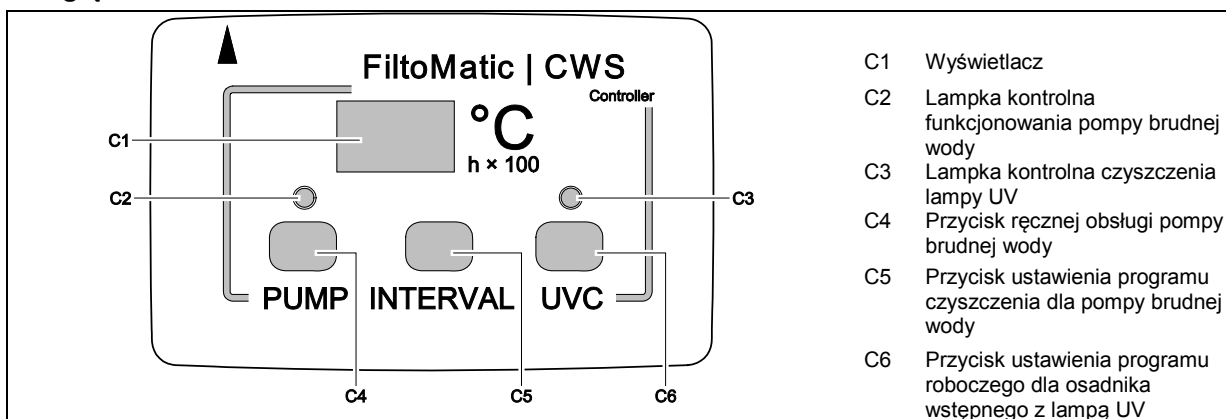 FiltoMatic | CWS
Controller
°C
h × 100
C1
C2
C3
PUMP INTERVAL UVC
C4
C5
C6
C1 Wyświetlacz
C2 Lampka kontrolna
funkcjonowania pompy brudnej
wody
C3 Lampka kontrolna czyszczenia
lampy UV
C4 Przycisk ręcznej obsługi pompy
brudnej wody
C5 Przycisk ustawienia programu
czyszczenia dla pompy brudnej
wody
C6 Przycisk ustawienia programu
roboczego dla osadnika
wstępnego z lampą UV